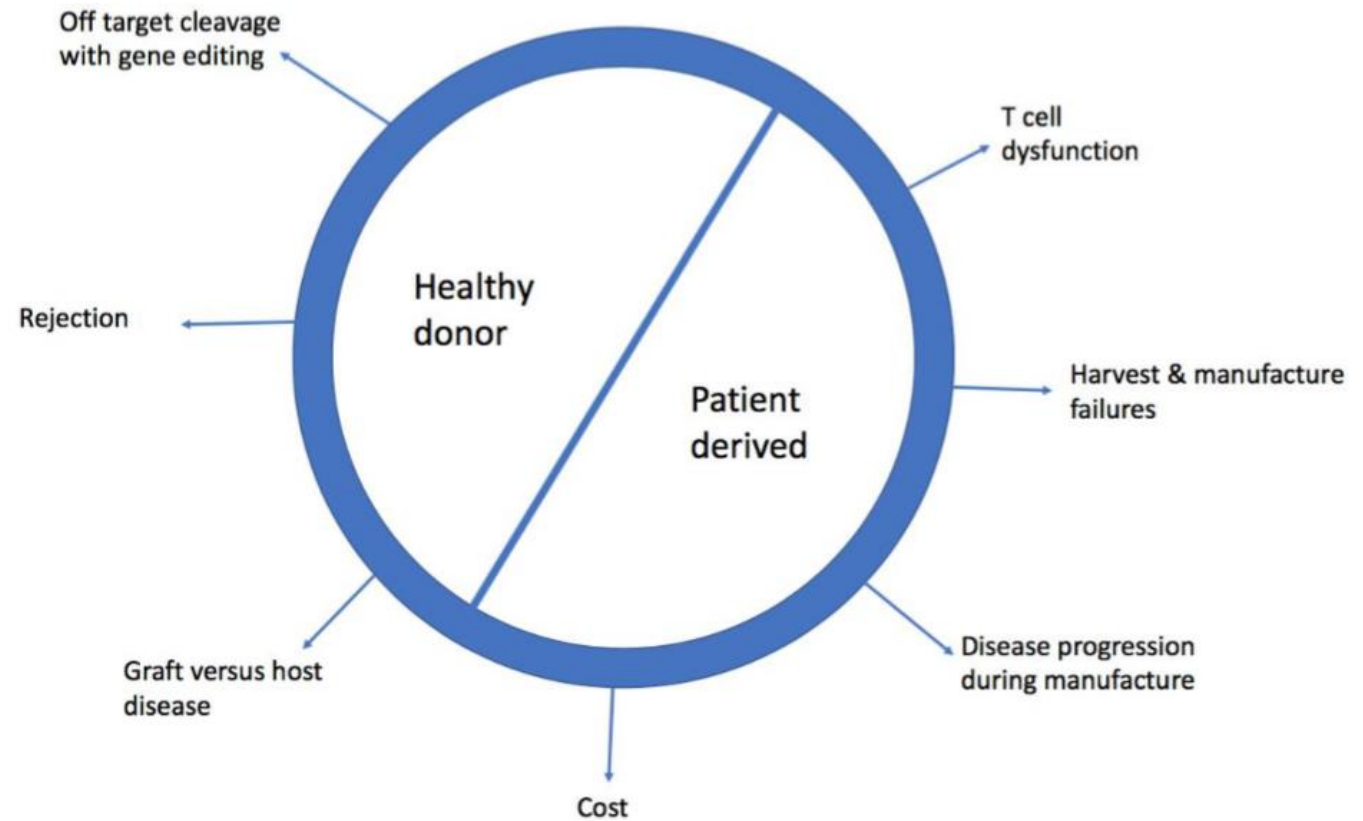 Off target cleavage
with gene editing
T cell
dysfunction
Healthy
donor
Rejection
Patient
derived
Harvest & manufacture
failures
Graft versus host
disease
Disease progression
during manufacture
Cost